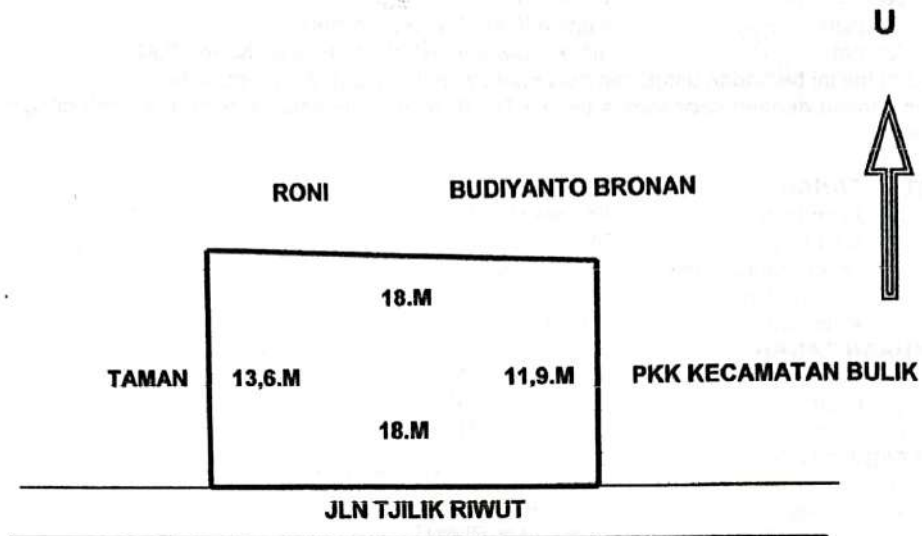 U
RONI
BUDIYANTO BRONAN
18.M
TAMAN
13,6.M
11,9.M
PKK KECAMATAN BULIK
18.M
JLN TJILIK RIWUT